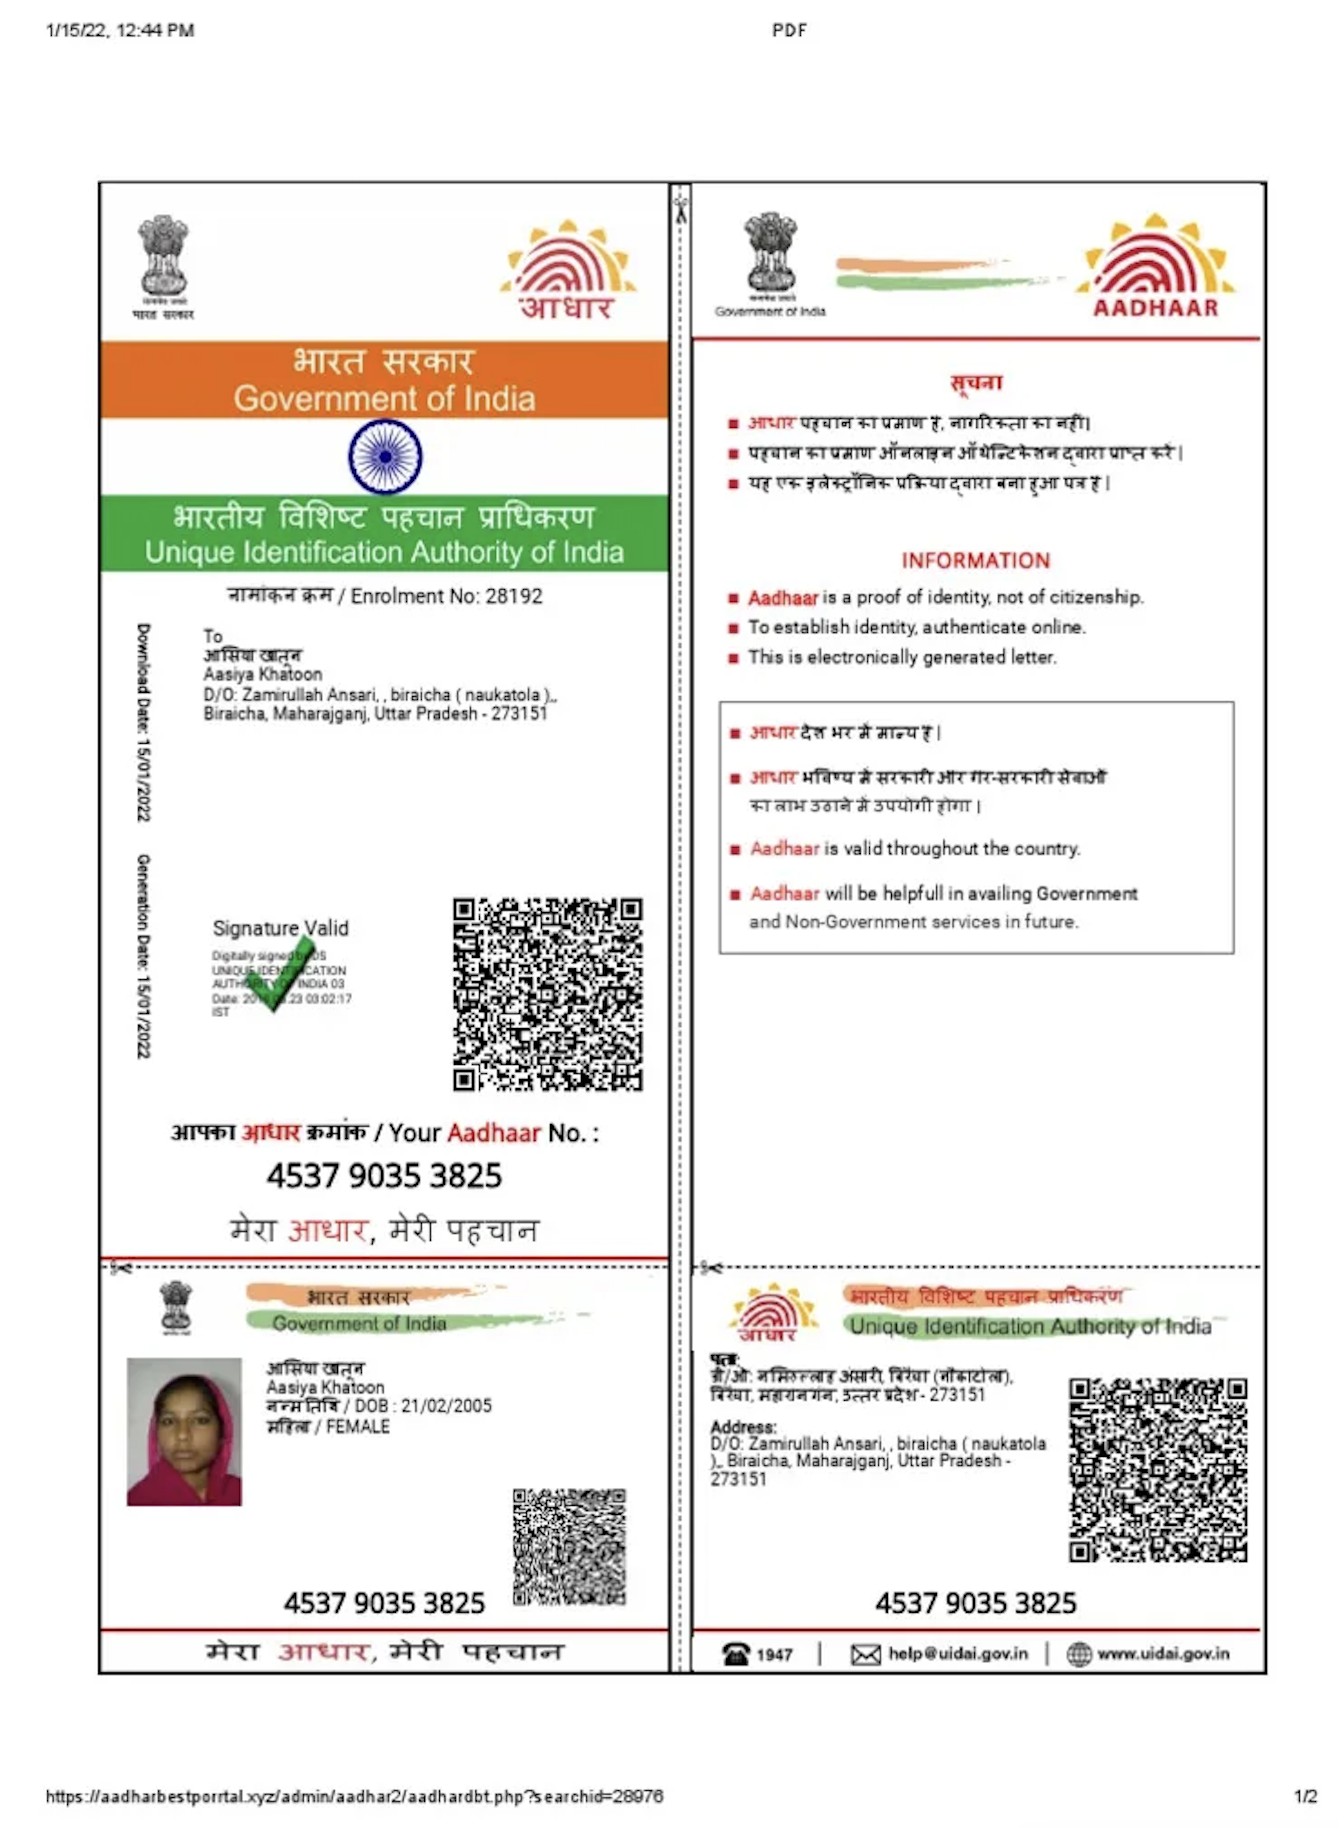 1/15/22, 12:44 PM
PDF
सत्यमेव जयते
भारत सरकार
आधार
भारत सरकार
Government of India
भारतीय विशिष्ट पहचान प्राधिकरण
Unique Identification Authority of India
नामांकन क्रम / Enrolment No: 28192
To
आसिया खातून
Aasiya Khatoon
D/O: Zamirullah Ansari, , biraicha ( naukatola ),,
Biraicha, Maharajganj, Uttar Pradesh - 273151
Download Date: 15/01/2022
Generation Date: 15/01/2022
Signature Valid
Digitally signed by DS
UNIQUE IDENTIFICATION
AUTHORITY OF INDIA 03
Date: 23 03:02:17
IST
आपका आधार क्रमांक / Your Aadhaar No. :
4537 9035 3825
मेरा आधार, मेरी पहचान
Government of India
AADHAAR
सूचना
आधार पहचान का प्रमाण है, नागरिकता का नहीं।
पहचान का प्रमाण ऑनलाइन ऑथेन्टिकेशन द्वारा प्राप्त करें |
यह एक इलेक्ट्रॉनिक प्रक्रिया द्वारा बना हुआ पत्र है |
INFORMATION
Aadhaar is a proof of identity, not of citizenship.
To establish identity, authenticate online.
This is electronically generated letter.
आधार देश भर में मान्य है |
आधार भविष्य में सरकारी और गैर-सरकारी सेवाओं
का लाभ उठाने में उपयोगी होगा |
Aadhaar is valid throughout the country.
Aadhaar will be helpfull in availing Government
and Non-Government services in future.
भारत सरकार
Government of India
आसिया खातून
Aasiya Khatoon
जन्म तिथि / DOB : 21/02/2005
महिला / FEMALE
4537 9035 3825
मेरा आधार, मेरी पहचान
आधार
भारतीय विशिष्ट पहचान प्राधिकरण
Unique Identification Authority of India
पता:
डी/ओ: अंसारी, (नौकाटोला),
उत्तर प्रदेश - 273151
Address:
D/O: Zamirullah Ansari, , biraicha ( naukatola
),, Biraicha, Maharajganj, Uttar Pradesh -
273151
4537 9035 3825
1947 | help@uidai.gov.in | www.uidai.gov.in
https://aadharbestporrtal.xyz/admin/aadhar2/aadhardbt.php?searchid=28976
1/2